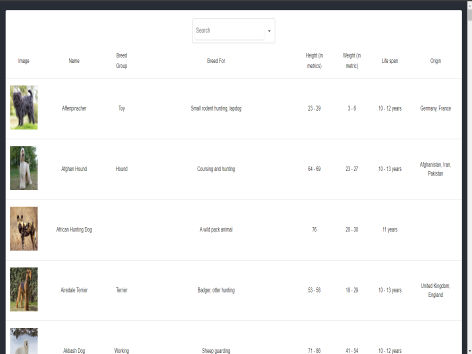 Search
Image Name Breed Group Breed For Height (in metrics) Weight (in metric) Life span Origin
Affenpinscher Toy Small rodent hunting, lapdog 23 - 29 3 - 6 10 - 12 years Germany, France
Afghan Hound Hound Coursing and hunting 64 - 69 23 - 27 10 - 13 years Afghanistan, Iran, Pakistan
African Hunting Dog A wild pack animal 76 20 - 30 11 years
Airedale Terrier Terrier Badger, otter hunting 53 - 58 18 - 29 10 - 13 years United Kingdom, England
Akbash Dog Working Sheep guarding 71 - 86 41 - 54 10 - 12 years